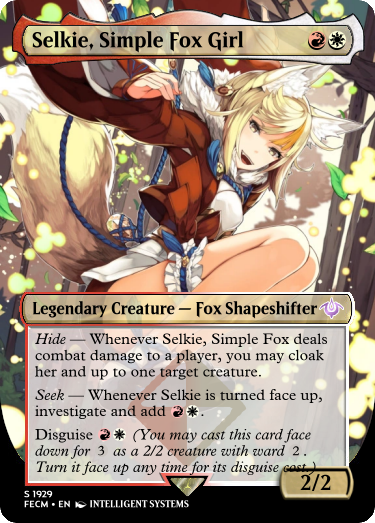 Selkie, Simple Fox Girl
Legendary Creature — Fox Shapeshifter
Hide — Whenever Selkie, Simple Fox deals
combat damage to a player, you may cloak
her and up to one target creature.
Seek — Whenever Selkie is turned face up,
investigate and add .
Disguise (You may cast this card face
down for 3 as a 2/2 creature with ward 2.
Turn it face up any time for its disguise cost.)
2/2
S 1929
FECM • EN INTELLIGENT SYSTEMS